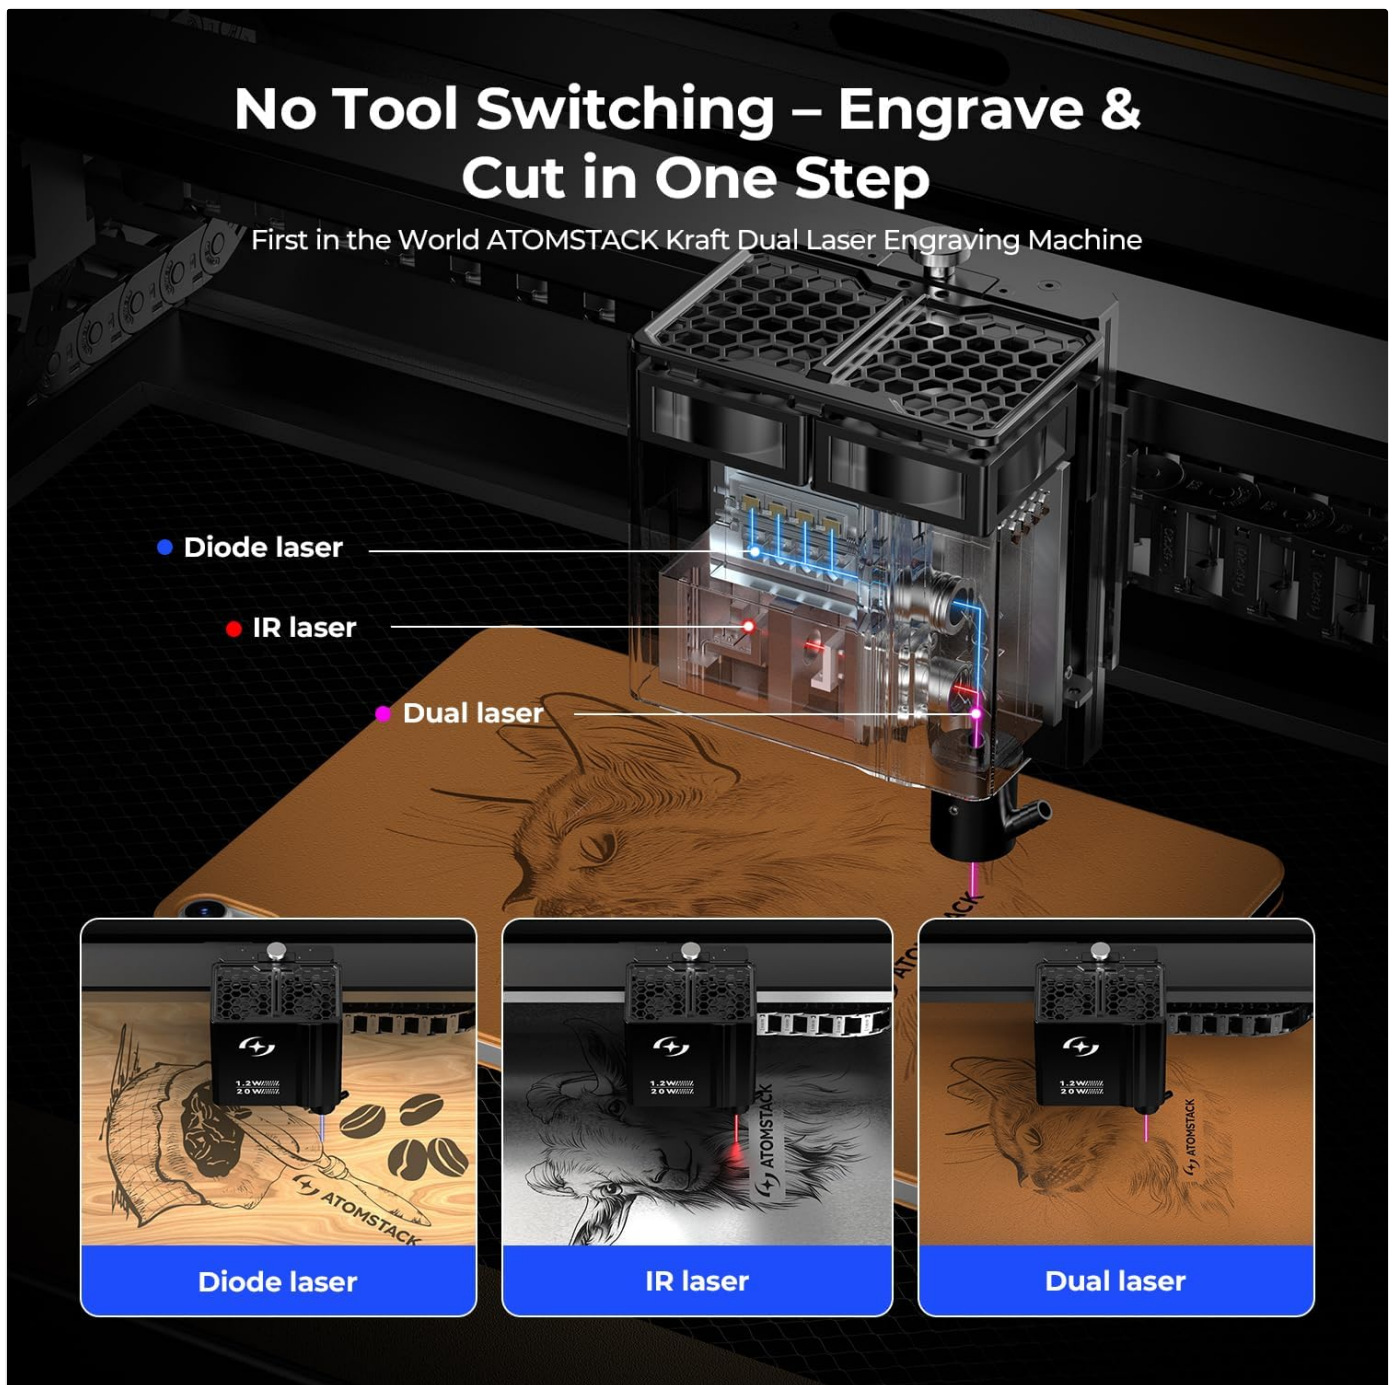 No Tool Switching – Engrave &
Cut in One Step
First in the World ATOMSTACK Kraft Dual Laser Engraving Machine
Diode laser
IR laser
Dual laser
ACK
ATO
1.2W
20W
ATOMSTACK
Diode laser
1.2W
20W
ATOMSTACK
IR laser
1.2W
20W
ATOMSTACK
Dual laser